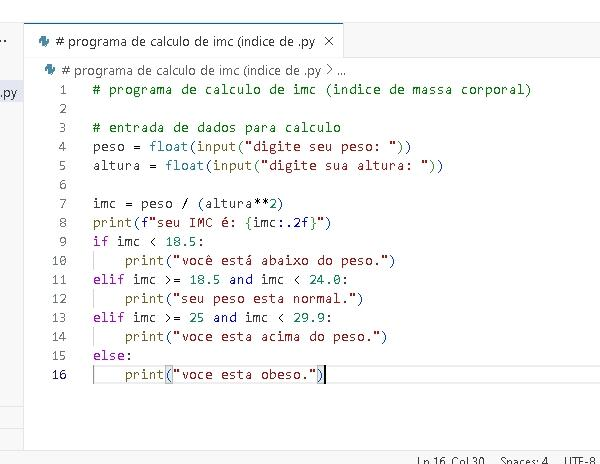 # programa de calculo de imc (indice de .py
# programa de calculo de imc (indice de .py > ...
.py
1 # programa de calculo de imc (indice de massa corporal)
2
3 # entrada de dados para calculo
4 peso = float(input("digite seu peso: "))
5 altura = float(input("digite sua altura: "))
6
7 imc = peso / (altura**2)
8 print(f"seu IMC é: {imc:.2f}")
9 if imc < 18.5:
10 print("você está abaixo do peso.")
11 elif imc >= 18.5 and imc < 24.0:
12 print("seu peso esta normal.")
13 elif imc >= 25 and imc < 29.9:
14 print("voce esta acima do peso.")
15 else:
16 print("voce esta obeso.")
Ln 16, Col 30 Spaces: 4 UTF-8